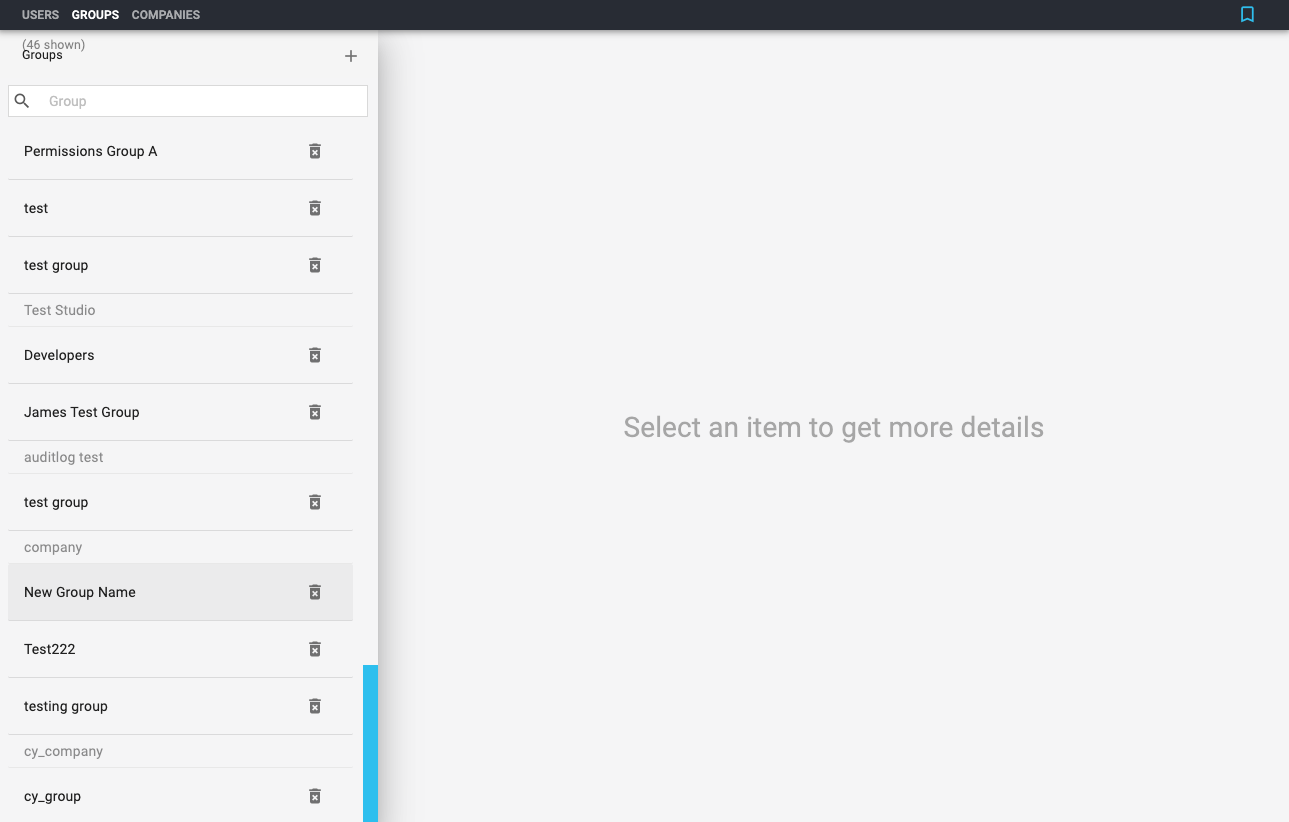 USERS GROUPS COMPANIES
(46 shown)
Groups
Group
Permissions Group A
test
test group
Test Studio
Developers
James Test Group
auditlog test
test group
company
New Group Name
Test222
testing group
cy_company
cy_group
Select an item to get more details